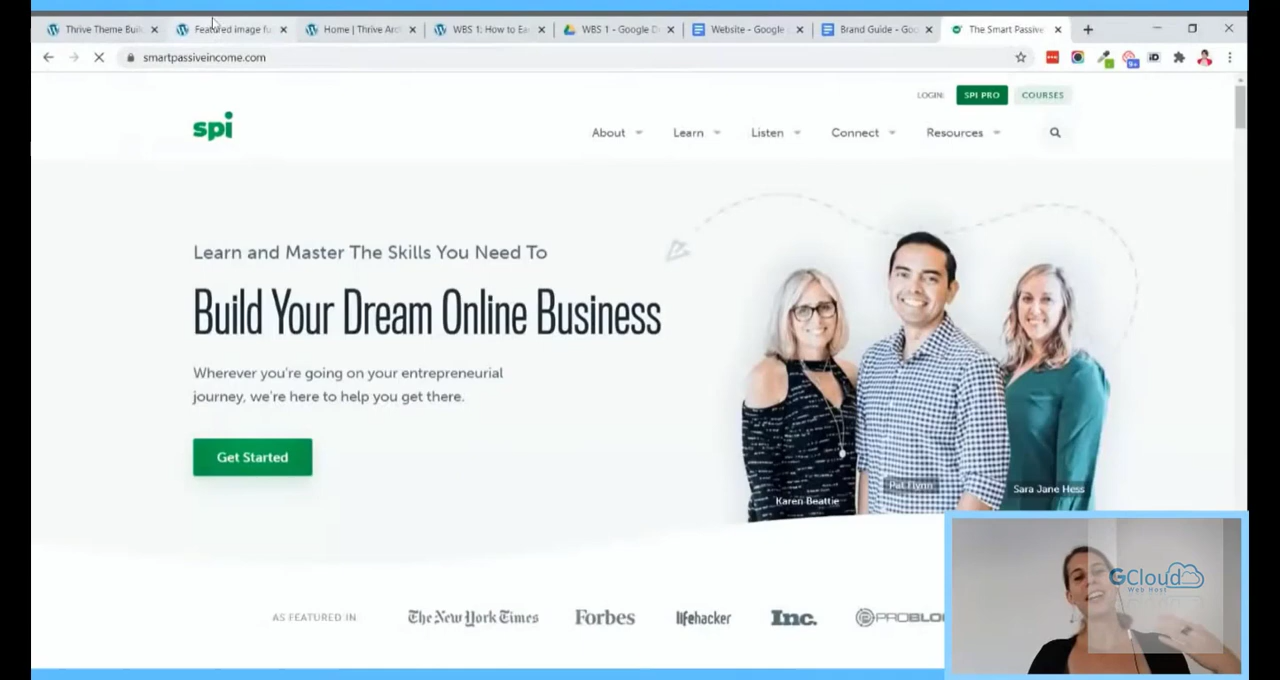 Thrive Theme Buil
Featured image fu
Home | Thrive Arc
WBS 1: How to Ea
WBS 1 - Google D
Website - Google
Brand Guide - Goo
The Smart Passive
smartpassiveincome.com
LOGIN:
SPI PRO
COURSES
spi
About
Learn
Listen
Connect
Resources
Learn and Master The Skills You Need To
Build Your Dream Online Business
Wherever you're going on your entrepreneurial
journey, we're here to help you get there.
Get Started
Karen Beattie
Pat Flynn
Sara Jane Hess
AS FEATURED IN
The New York Times
Forbes
lifehacker
Inc.
PROBLO
GCloud
Web Host